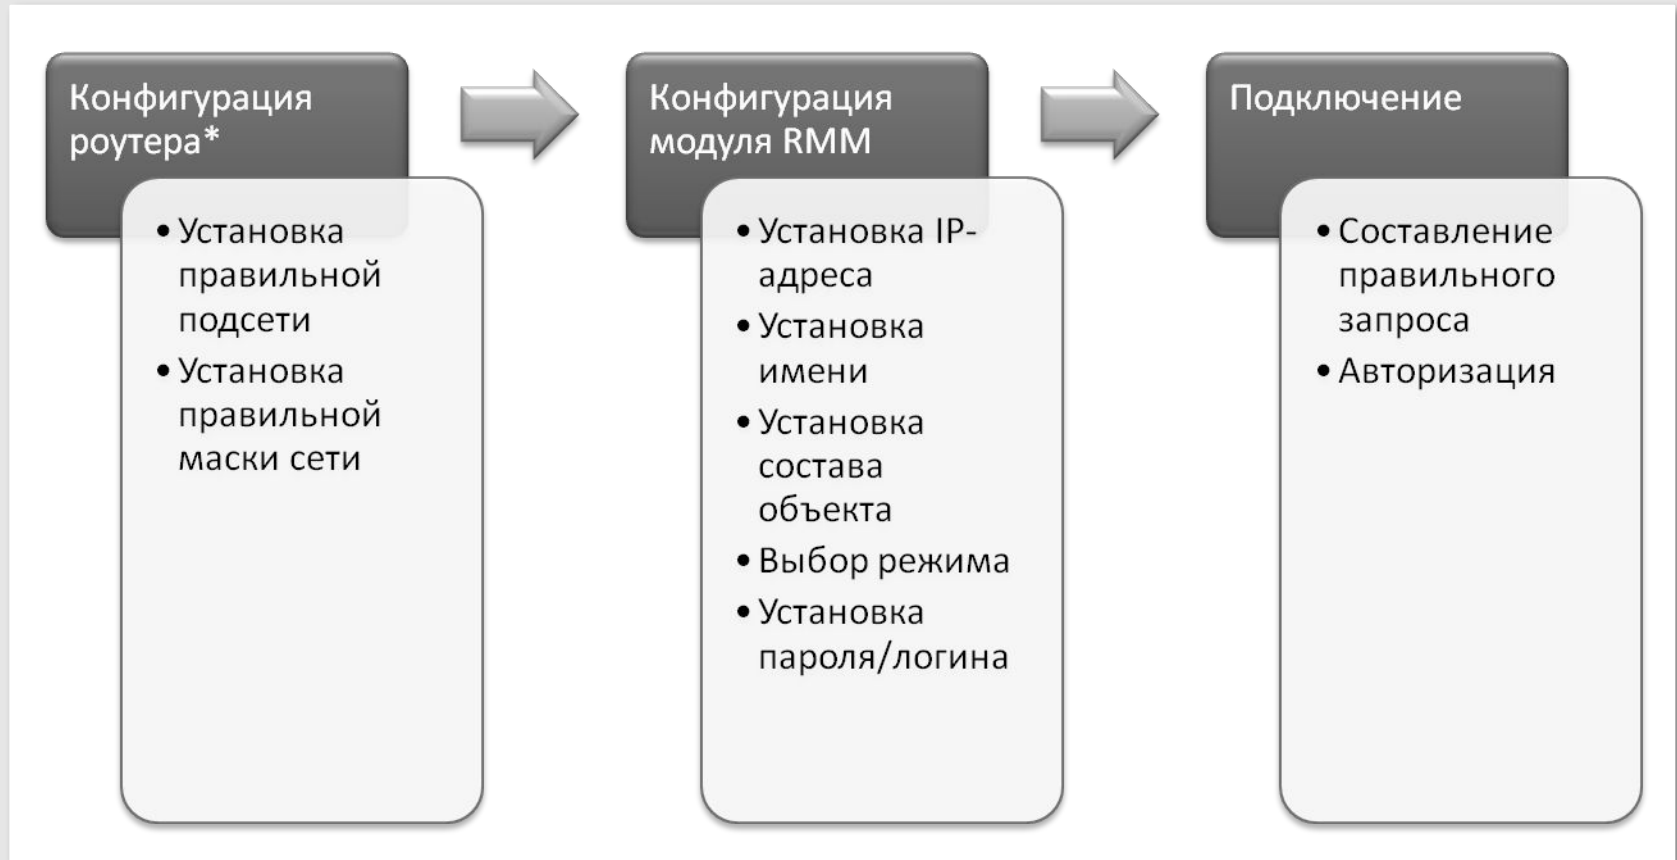 Конфигурация
роутера*
• Установка
правильной
подсети
• Установка
правильной
маски сети
Конфигурация
модуля RMM
• Установка IP-
адреса
• Установка
имени
• Установка
состава
объекта
• Выбор режима
• Установка
пароля/логина
Подключение
• Составление
правильного
запроса
• Авторизация